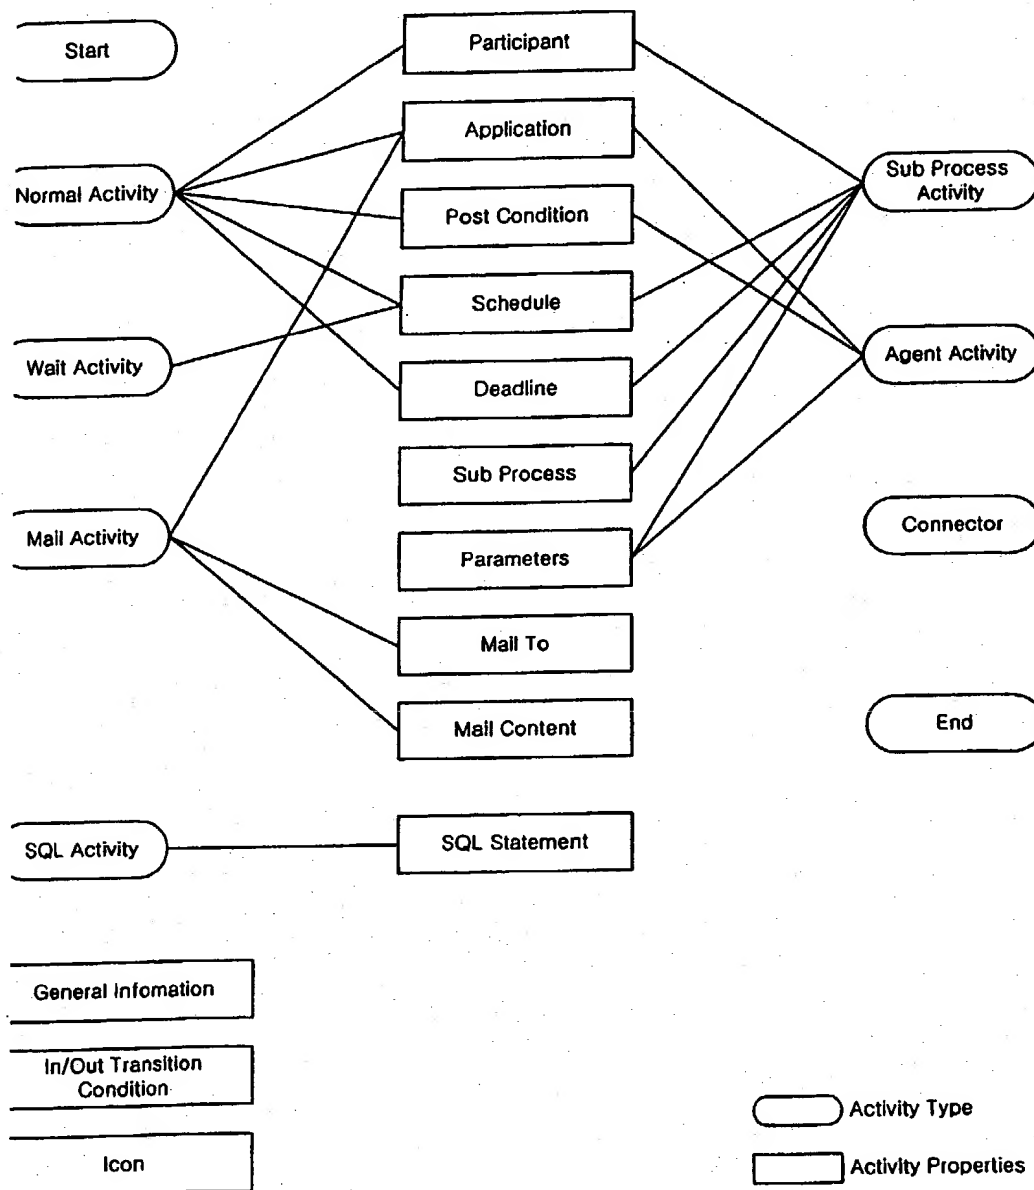 Start
Participant
Application
Normal Activity
Sub Process
Activity
Post Condition
Schedule
Wait Activity
Agent Activity
Deadline
Sub Process
Mail Activity
Connector
Parameters
Mail To
Mail Content
End
SQL Activity
SQL Statement
General Infomation
In/Out Transition
Condition
Icon
Activity Type
Activity Properties